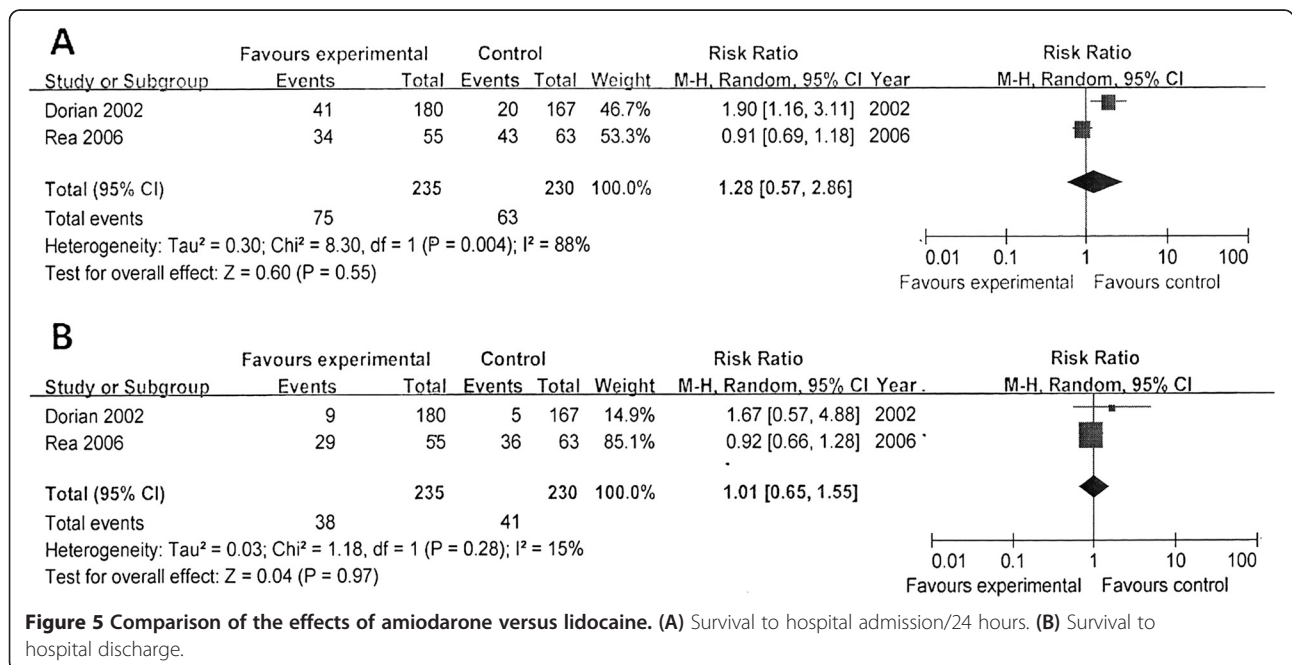 A
Favours experimental Control Risk Ratio Risk Ratio
Study or Subgroup Events Total Events Total Weight M-H, Random, 95% CI Year M-H, Random, 95% CI
Dorian 2002 41 180 20 167 46.7% 1.90 [1.16, 3.11] 2002
Rea 2006 34 55 43 63 53.3% 0.91 [0.69, 1.18] 2006
Total (95% CI) 235 230 100.0% 1.28 [0.57, 2.86]
Total events 75 63
Heterogeneity: Tau² = 0.30; Chi² = 8.30, df = 1 (P = 0.004); I² = 88%
Test for overall effect: Z = 0.60 (P = 0.55)
0.01 0.1 1 10 100
Favours experimental Favours control
B
Favours experimental Control Risk Ratio Risk Ratio
Study or Subgroup Events Total Events Total Weight M-H, Random, 95% CI Year M-H, Random, 95% CI
Dorian 2002 9 180 5 167 14.9% 1.67 [0.57, 4.88] 2002
Rea 2006 29 55 36 63 85.1% 0.92 [0.66, 1.28] 2006
Total (95% CI) 235 230 100.0% 1.01 [0.65, 1.55]
Total events 38 41
Heterogeneity: Tau² = 0.03; Chi² = 1.18, df = 1 (P = 0.28); I² = 15%
Test for overall effect: Z = 0.04 (P = 0.97)
0.01 0.1 1 10 100
Favours experimental Favours control
Figure 5 Comparison of the effects of amiodarone versus lidocaine. (A) Survival to hospital admission/24 hours. (B) Survival to
hospital discharge.